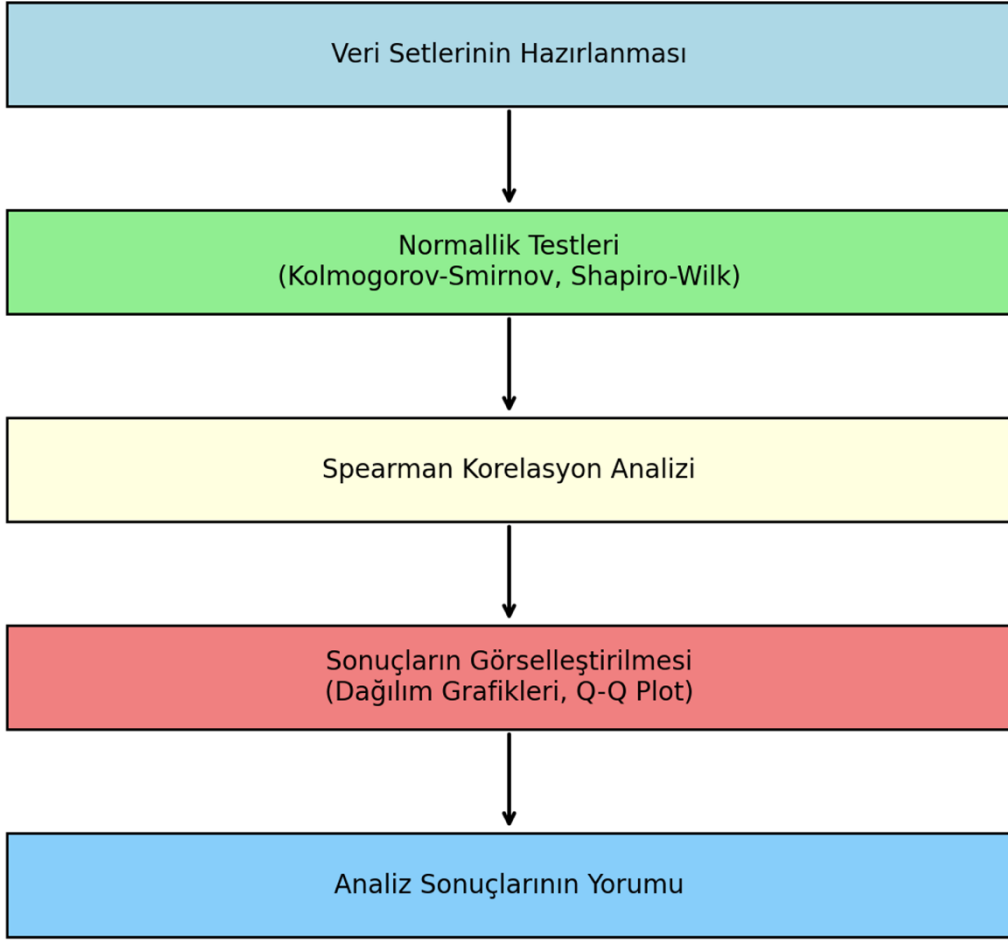 Veri Setlerinin Hazırlanması
Normallik Testleri
(Kolmogorov-Smirnov, Shapiro-Wilk)
Spearman Korelasyon Analizi
Sonuçların Görselleştirilmesi
(Dağılım Grafikleri, Q-Q Plot)
Analiz Sonuçlarının Yorumu